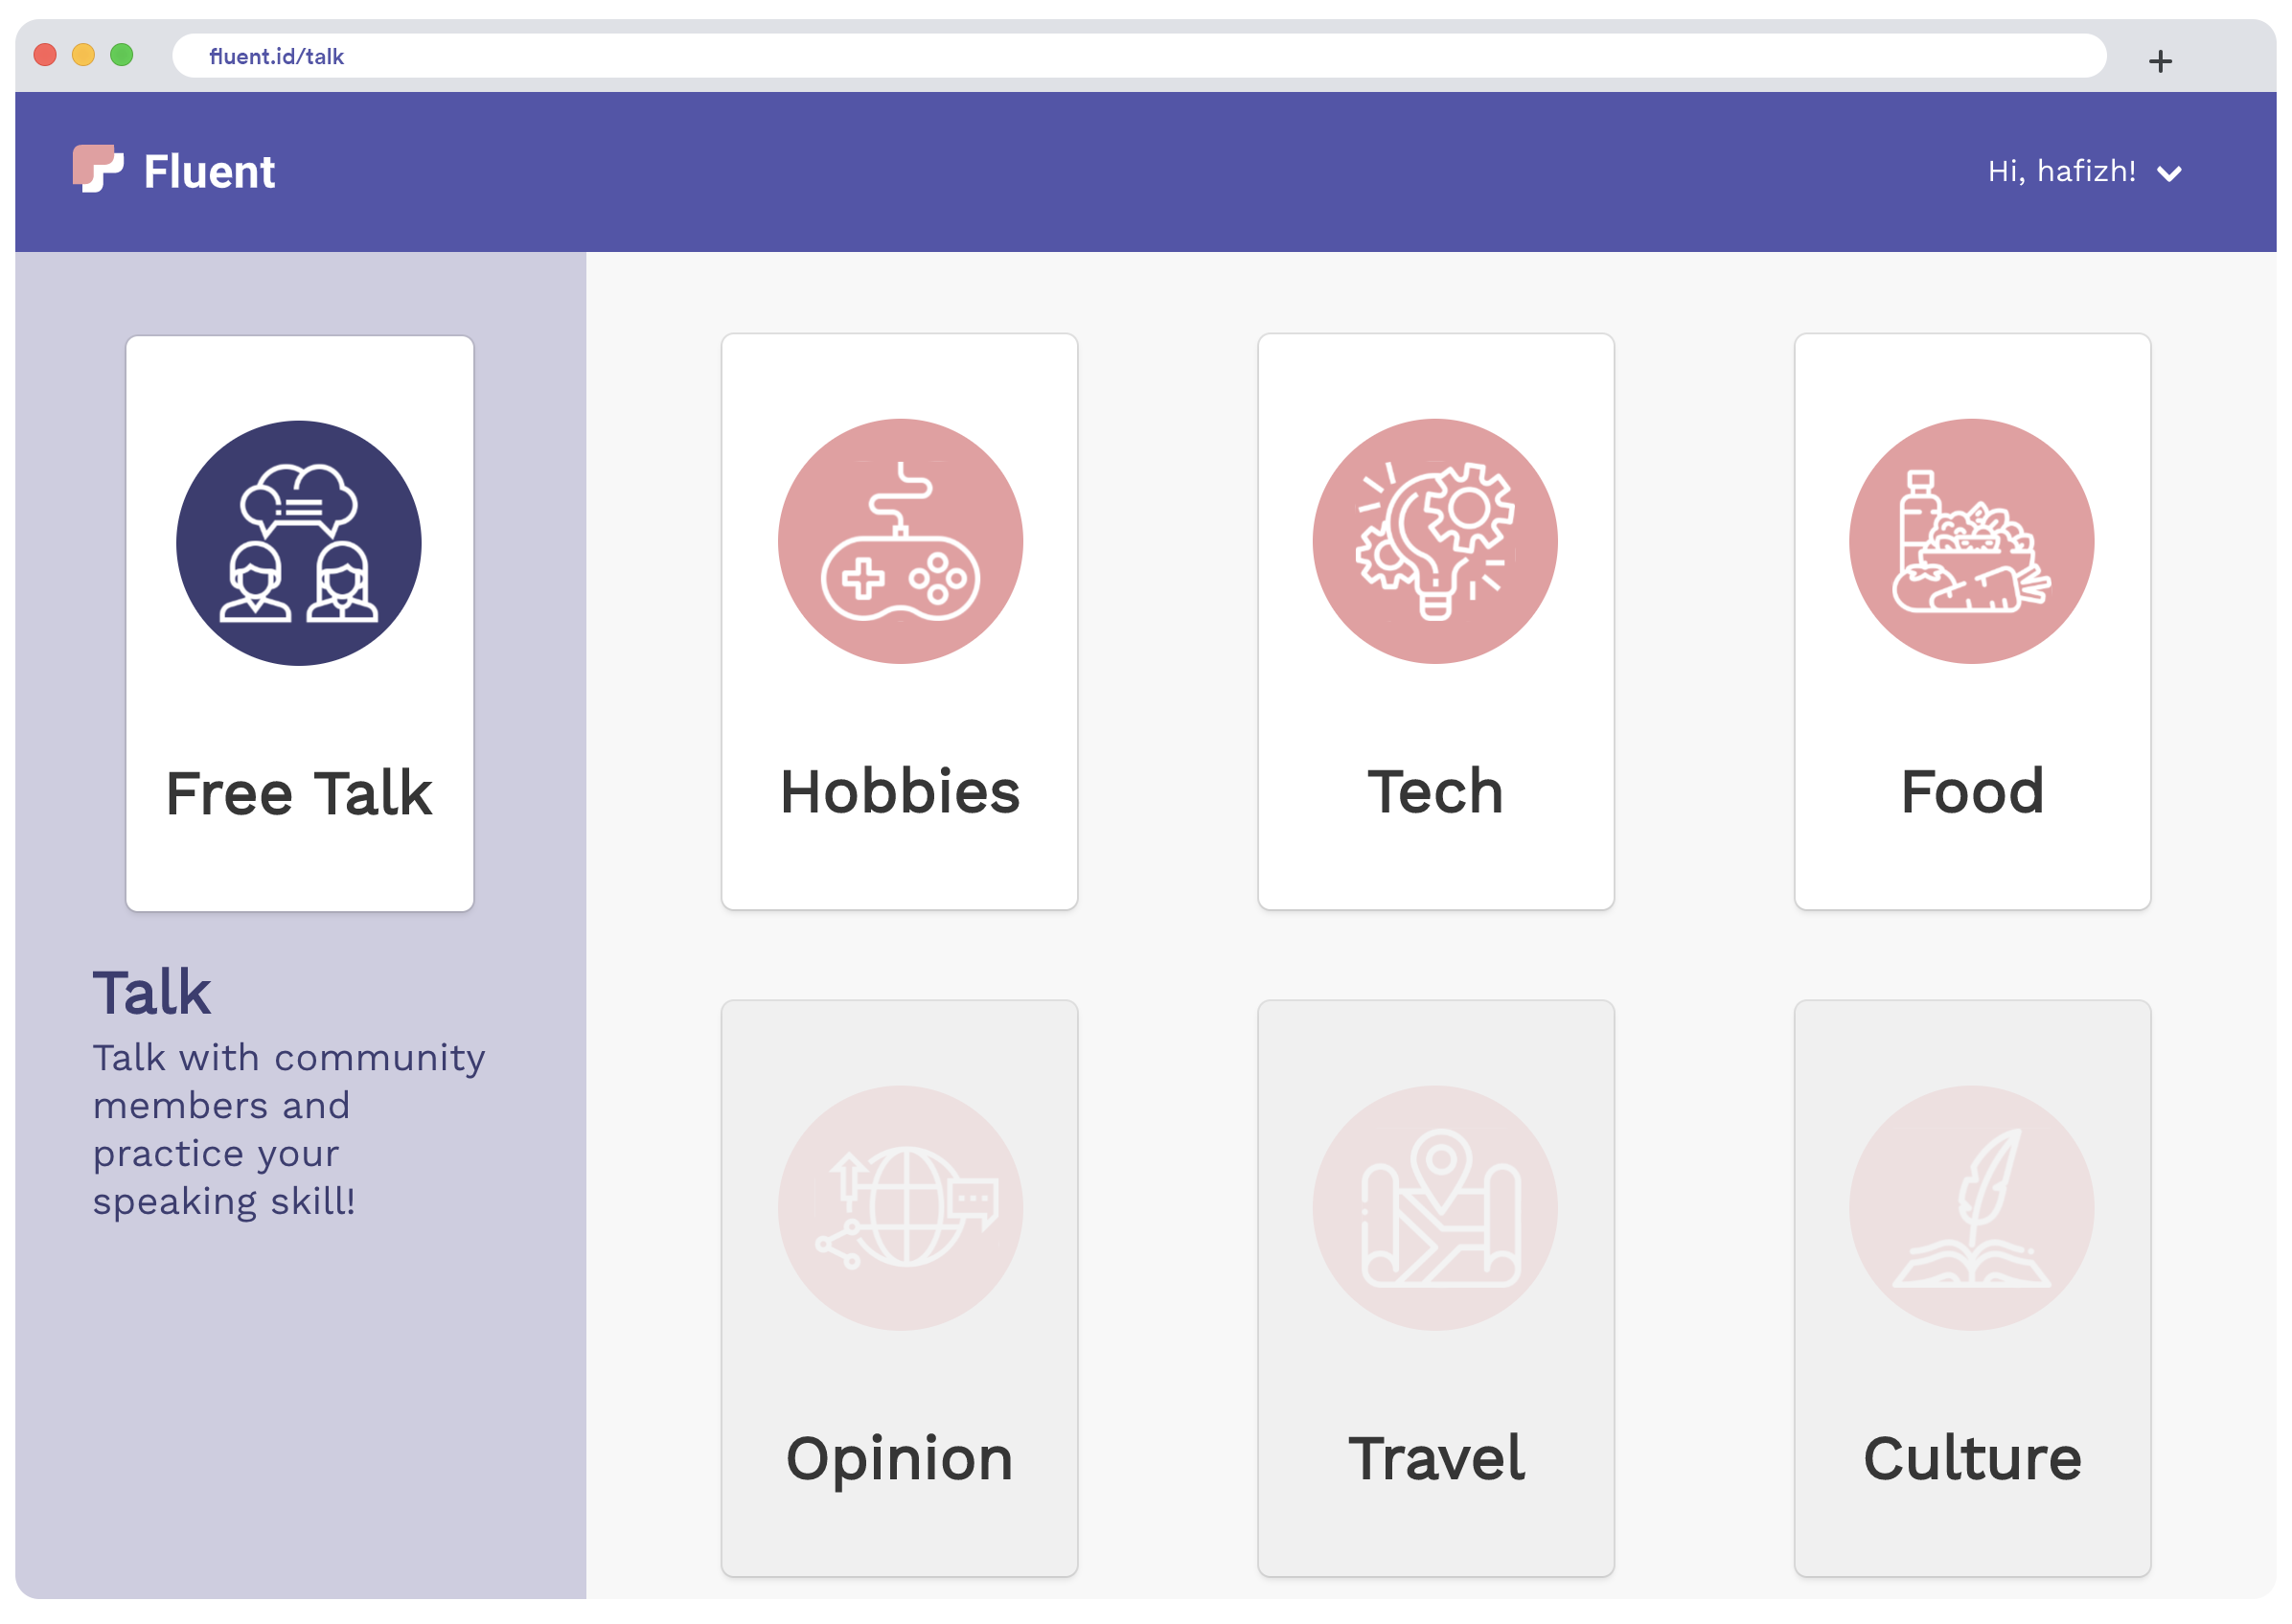 fluent.id/talk
Fluent
Hi, hafizh!
Free Talk
Talk
Talk with community
members and
practice your
speaking skill!
Hobbies
Tech
Food
Opinion
Travel
Culture